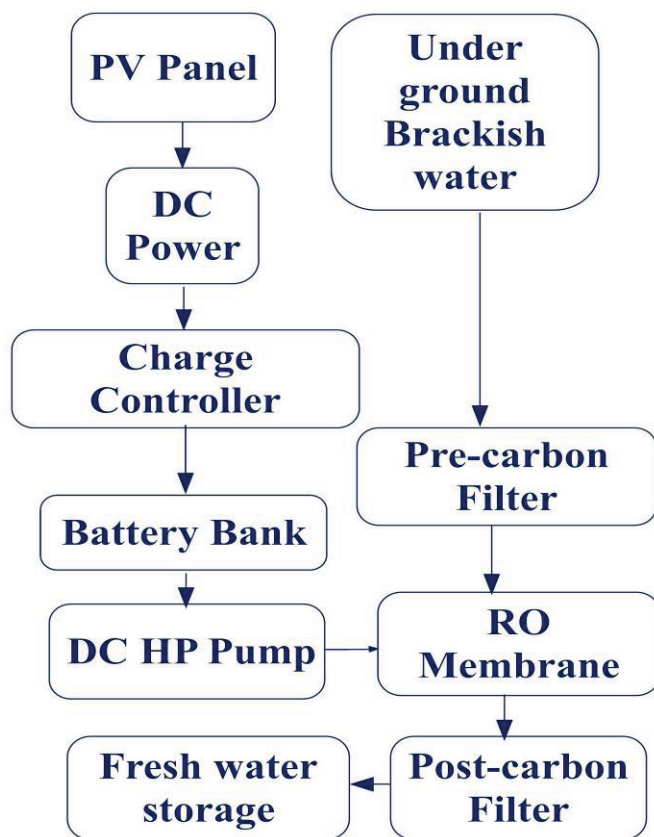 PV Panel
DC
Power
Charge
Controller
Battery Bank
DC HP Pump
Under
ground
Brackish
water
Pre-carbon
Filter
RO
Membrane
Post-carbon
Filter
Fresh water
storage